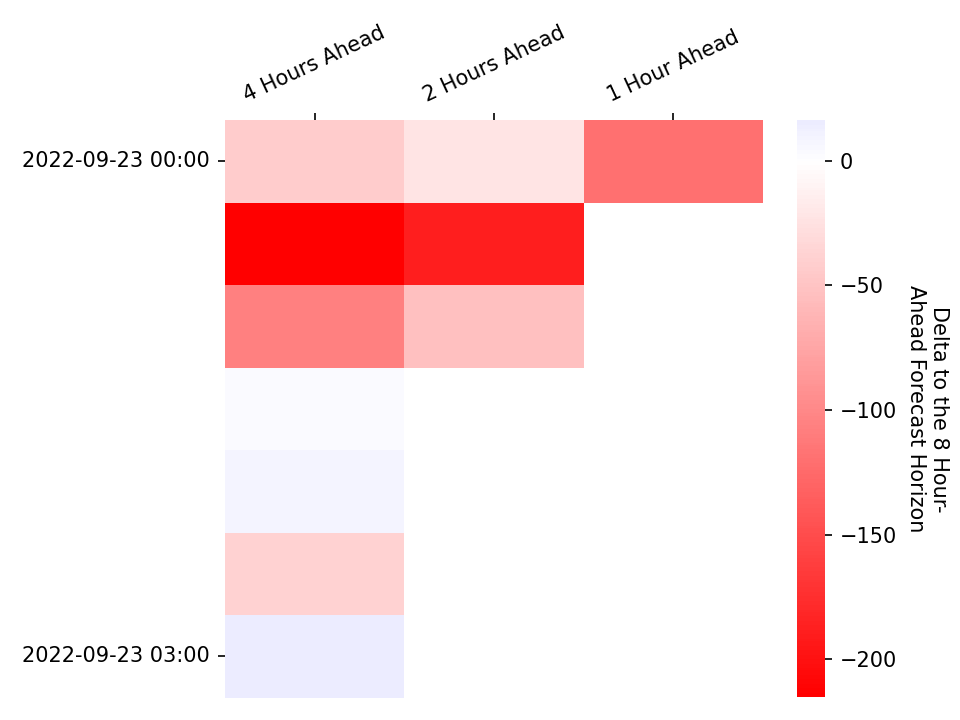 4 Hours Ahead
2 Hours Ahead
1 Hour Ahead
2022-09-23 00:00
2022-09-23 03:00
0
−50
−100
−150
−200
Delta to the 8 Hour-
Ahead Forecast Horizon